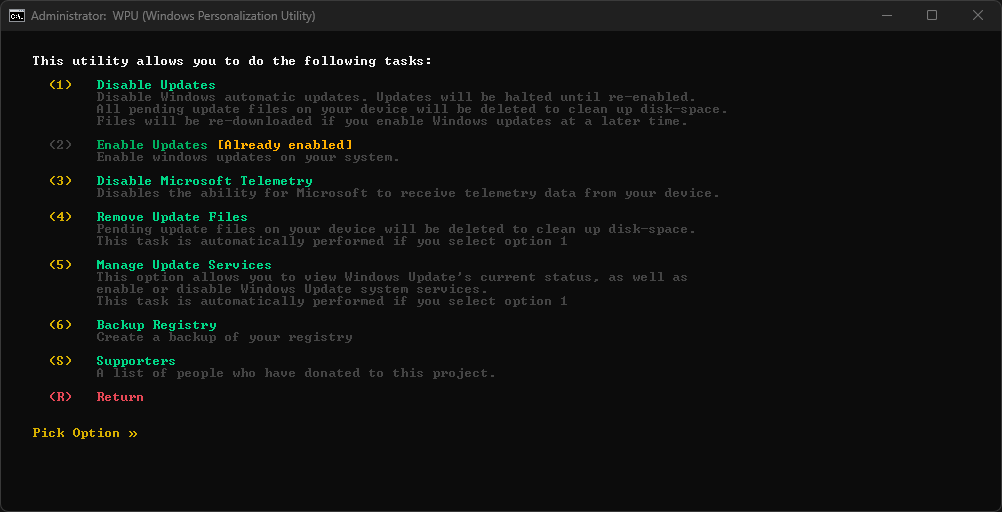 Administrator: WPU (Windows Personalization Utility)
This utility allows you to do the following tasks:
(1) Disable Updates
Disable Windows automatic updates. Updates will be halted until re-enabled.
All pending update files on your device will be deleted to clean up disk-space.
Files will be re-downloaded if you enable Windows updates at a later time.
(2) Enable Updates [Already enabled]
Enable windows updates on your system.
(3) Disable Microsoft Telemetry
Disables the ability for Microsoft to receive telemetry data from your device.
(4) Remove Update Files
Pending update files on your device will be deleted to clean up disk-space.
This task is automatically performed if you select option 1
(5) Manage Update Services
This option allows you to view Windows Update's current status, as well as
enable or disable Windows Update system services.
This task is automatically performed if you select option 1
(6) Backup Registry
Create a backup of your registry
(S) Supporters
A list of people who have donated to this project.
(R) Return
Pick Option »